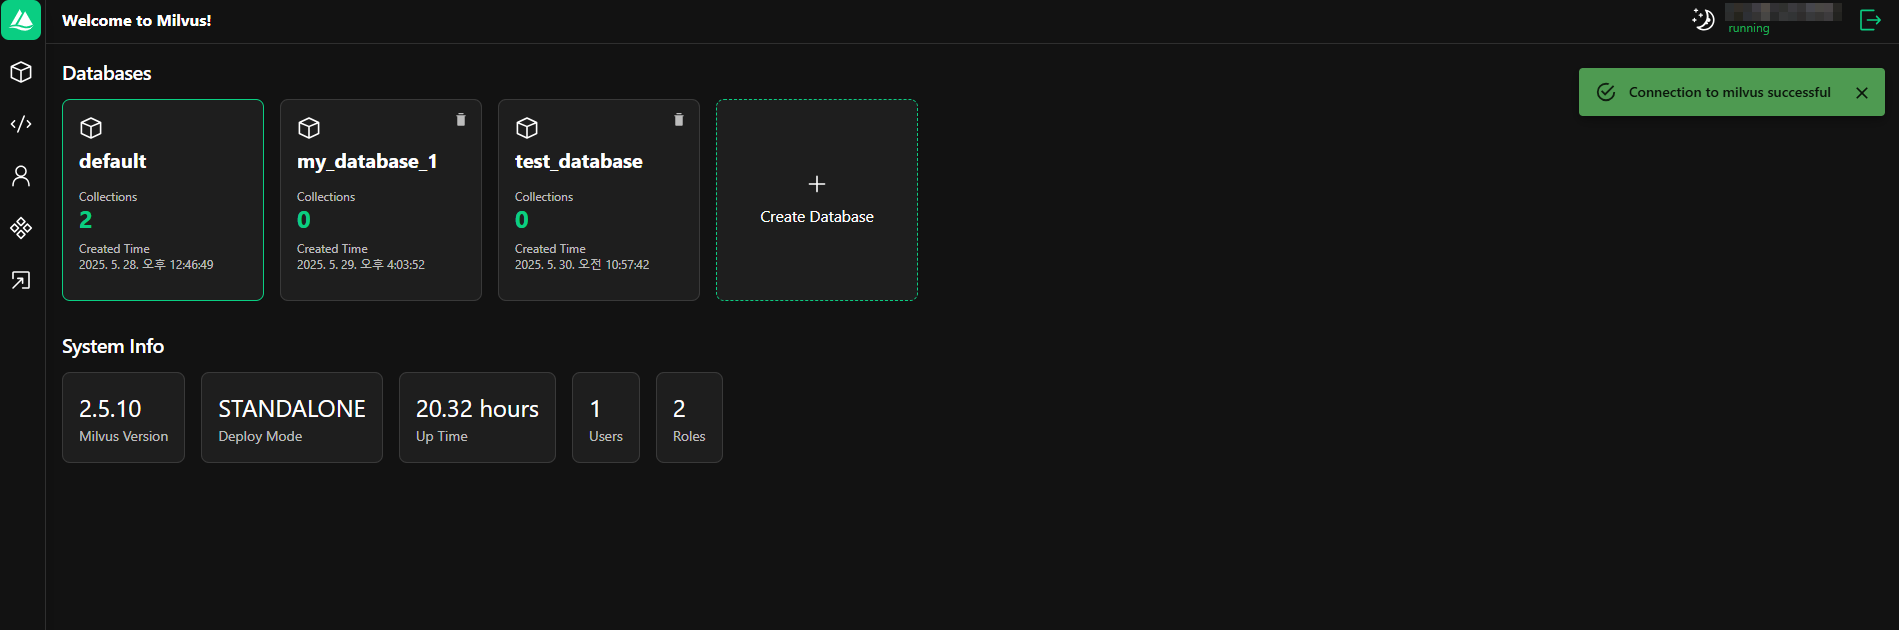 Welcome to Milvus!
running
Connection to milvus successful
Databases
default
Collections
2
Created Time
2025. 5. 28. 오후 12:46:49
my_database_1
Collections
0
Created Time
2025. 5. 29. 오후 4:03:52
test_database
Collections
0
Created Time
2025. 5. 30. 오전 10:57:42
Create Database
System Info
2.5.10
Milvus Version
STANDALONE
Deploy Mode
20.32 hours
Up Time
1
Users
2
Roles